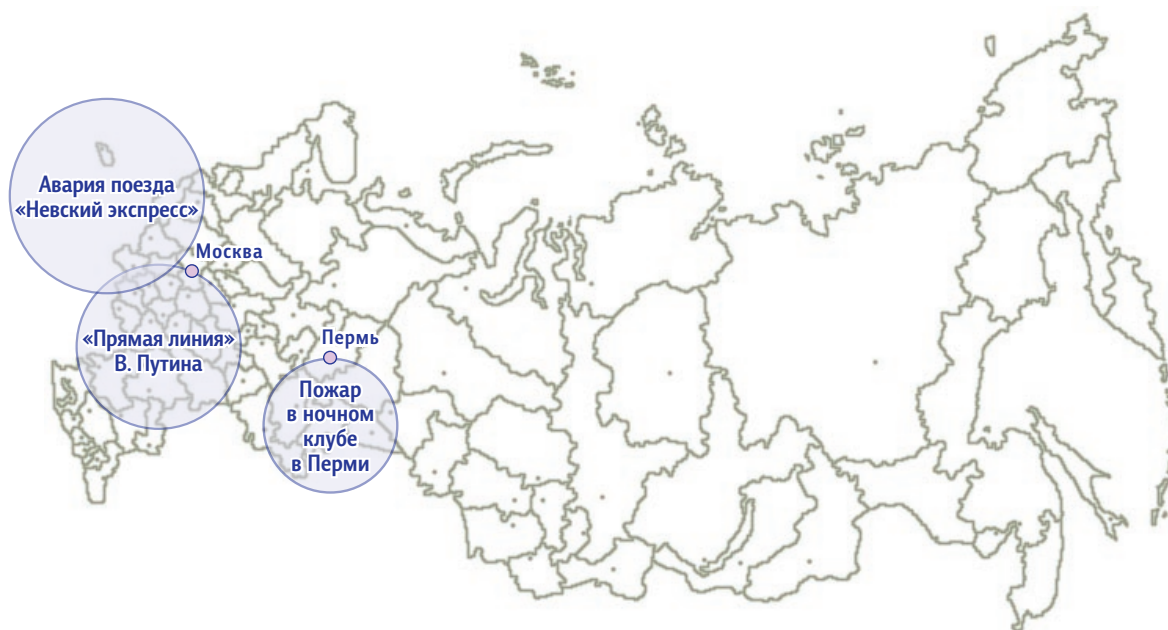 Авария поезда
«Невский экспресс»
Москва
«Прямая линия»
В. Путина
Пермь
Пожар
в ночном
клубе
в Перми